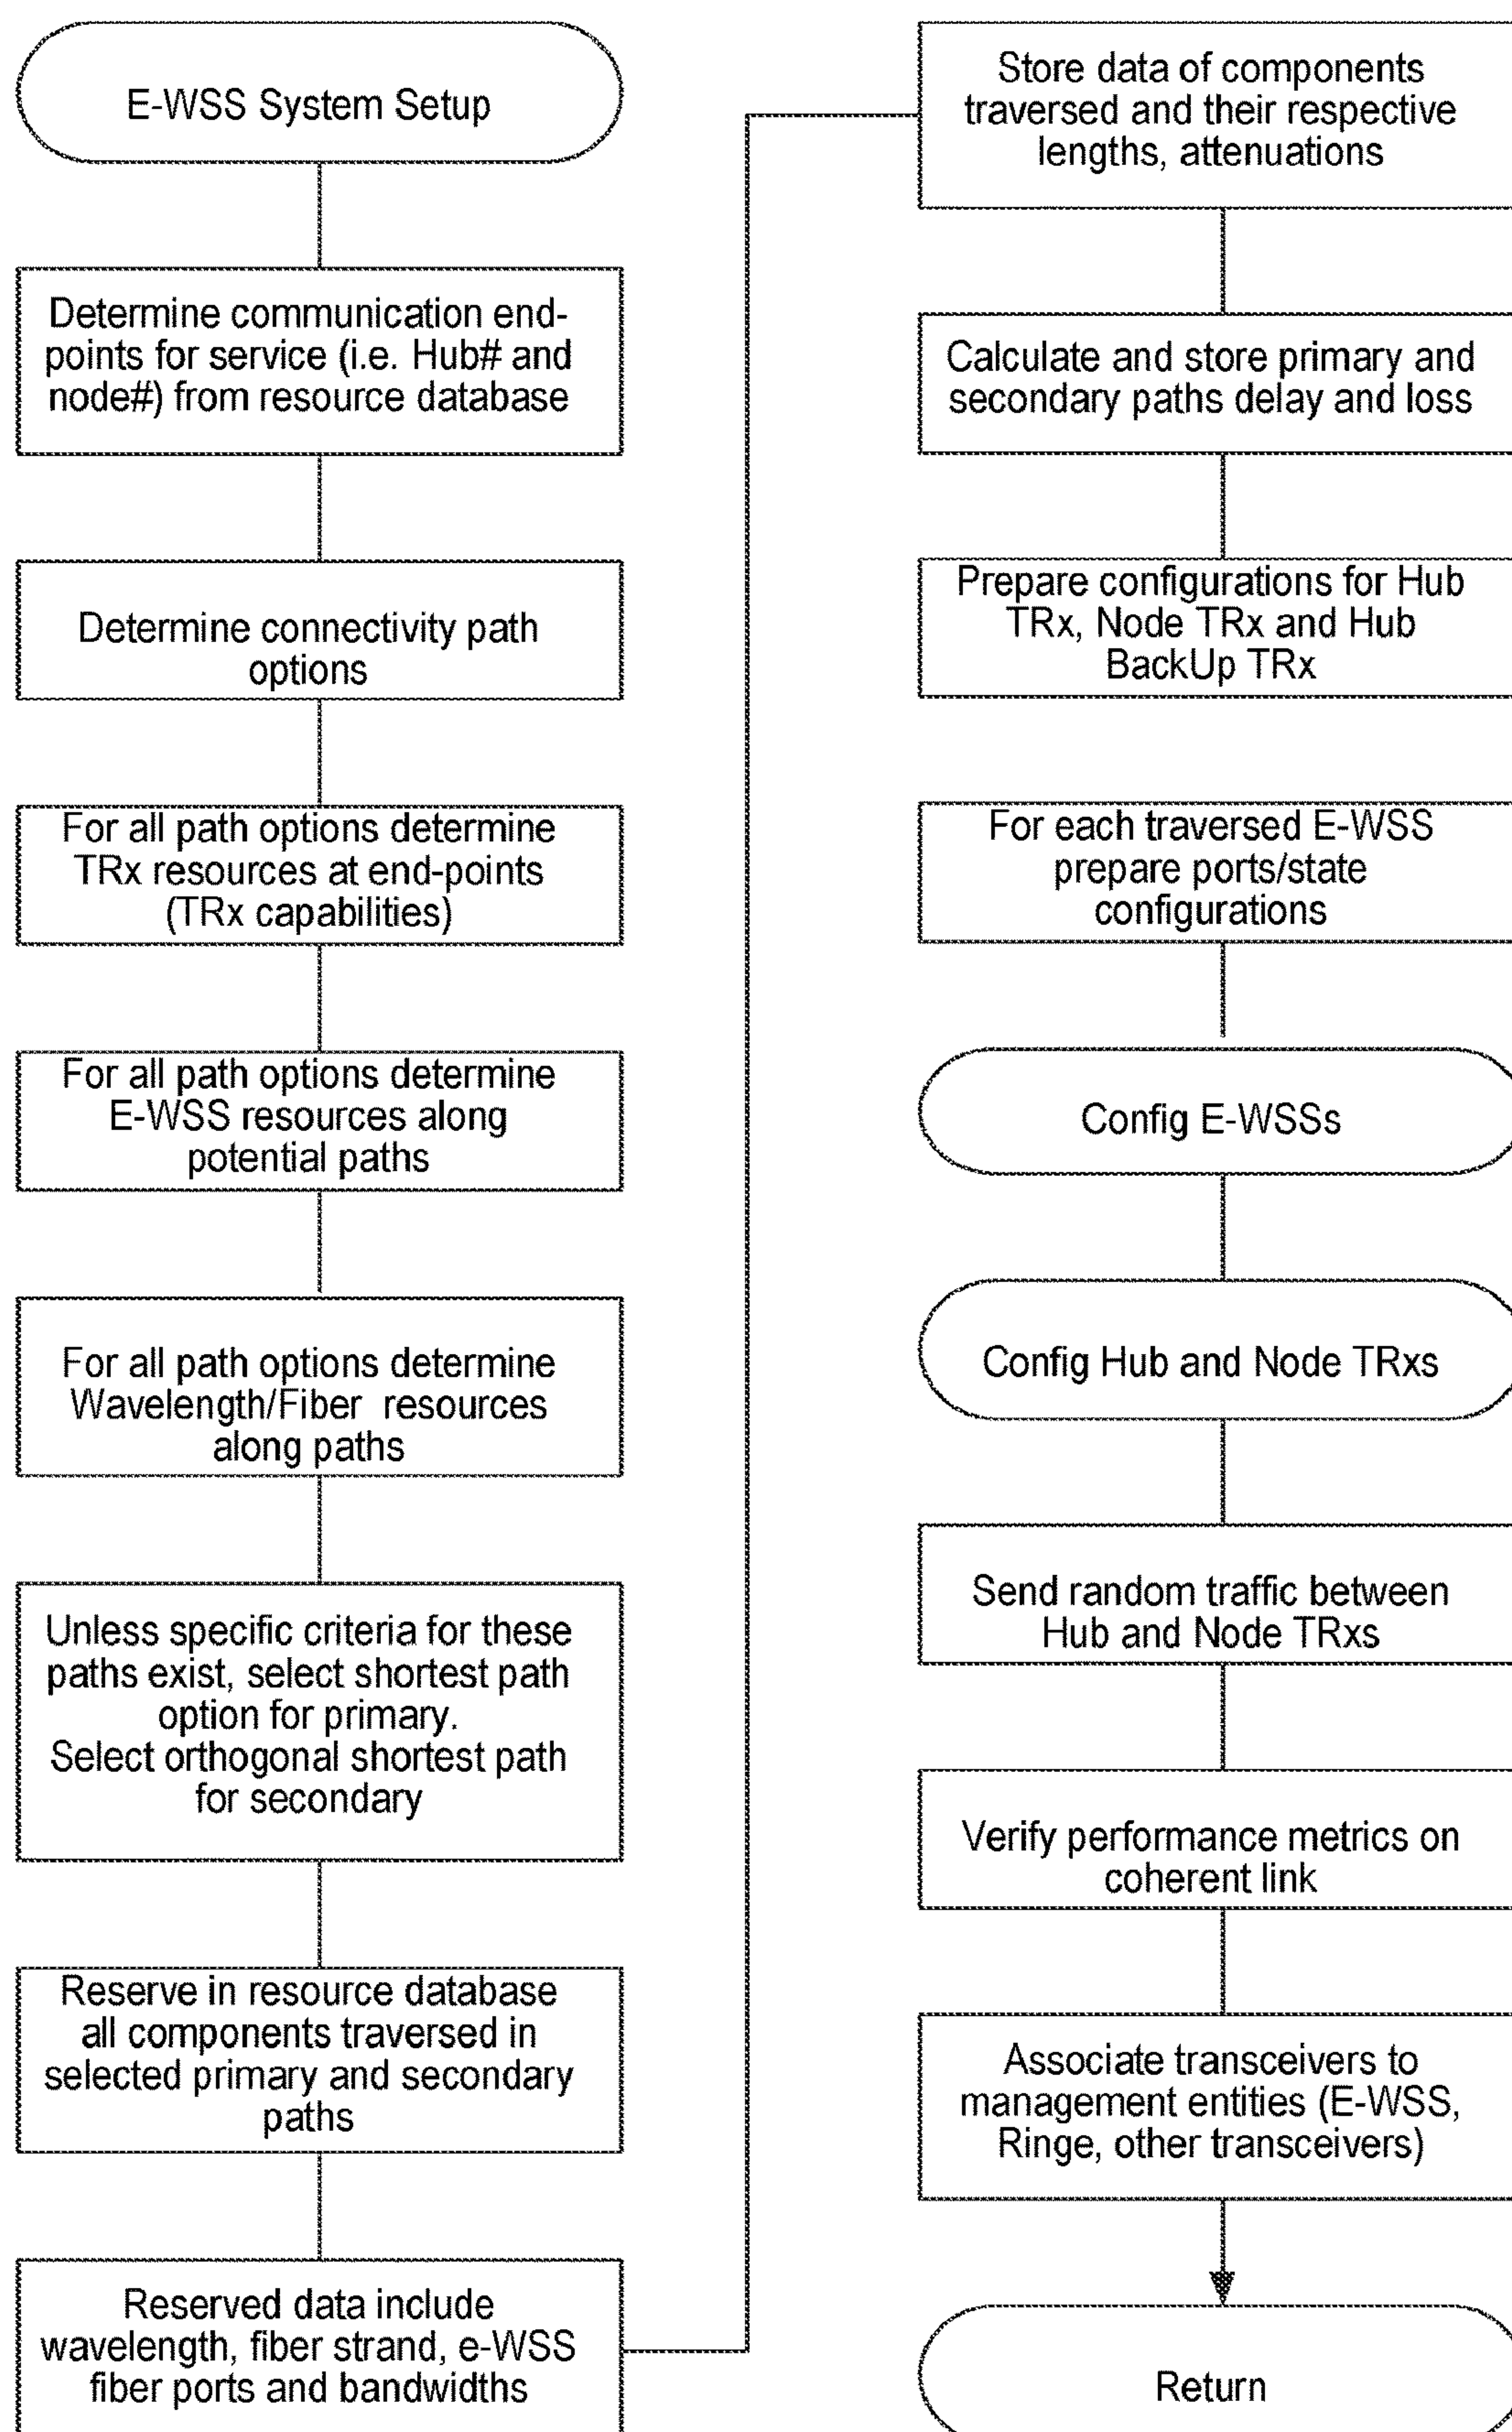 E-WSS System Setup
Determine communication end-
points for service (i.e. Hub# and
node#) from resource database
Determine connectivity path
options
For all path options determine
TRx resources at end-points
(TRx capabilities)
For all path options determine
E-WSS resources along
potential paths
For all path options determine
Wavelength/Fiber resources
along paths
Unless specific criteria for these
paths exist, select shortest path
option for primary.
Select orthogonal shortest path
for secondary
Reserve in resource database
all components traversed in
selected primary and secondary
paths
Reserved data include
wavelength, fiber strand, e-WSS
fiber ports and bandwidths
Store data of components
traversed and their respective
lengths, attenuations
Calculate and store primary and
secondary paths delay and loss
Prepare configurations for Hub
TRx, Node TRx and Hub
BackUp TRx
For each traversed E-WSS
prepare ports/state
configurations
Config E-WSSs
Config Hub and Node TRxs
Send random traffic between
Hub and Node TRxs
Verify performance metrics on
coherent link
Associate transceivers to
management entities (E-WSS,
Ringe, other transceivers)
Return